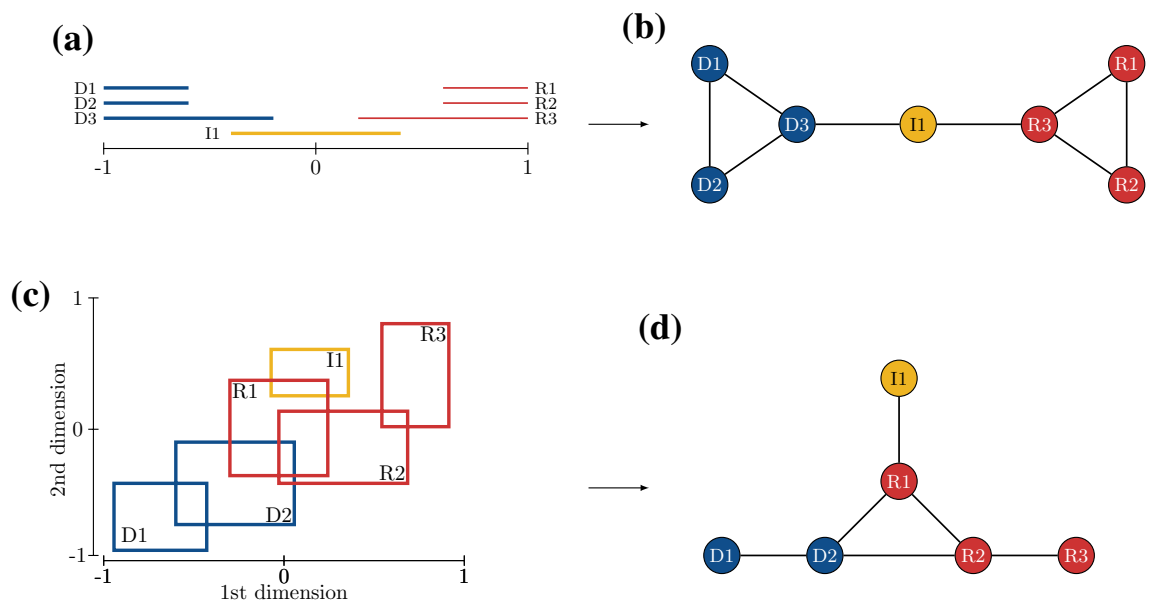 (a)
D1
D2
D3
I1
R1
R2
R3
-1
0
1
(b)
D1
D2
D3
I1
R3
R1
R2
(c)
1
0
-1
2nd dimension
R3
I1
R1
R2
D2
D1
-1
0
1
1st dimension
(d)
I1
R1
D1
D2
R2
R3